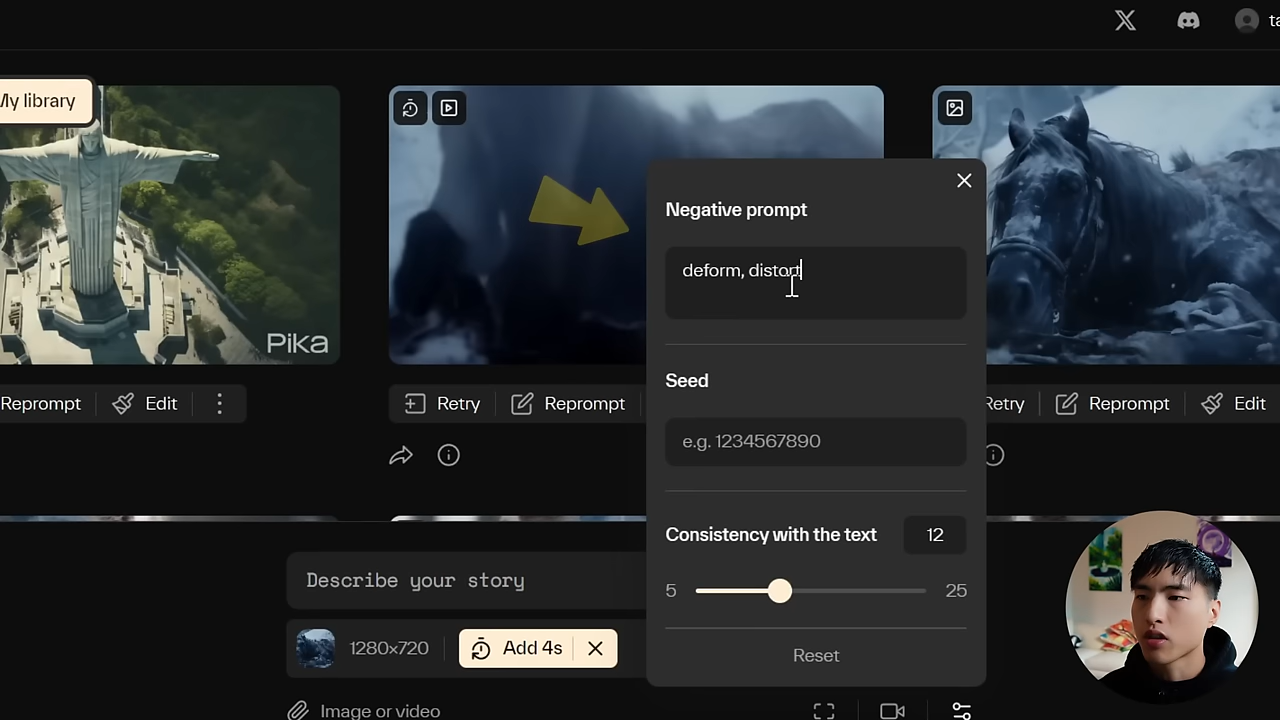 ta
My library
Pika
Negative prompt
deform, distort
Reprompt
Edit
Retry
Reprompt
Retry
Reprompt
Edit
Seed
e.g. 1234567890
Consistency with the text
12
5
25
Reset
Describe your story
1280×720
Add 4s
Image or video